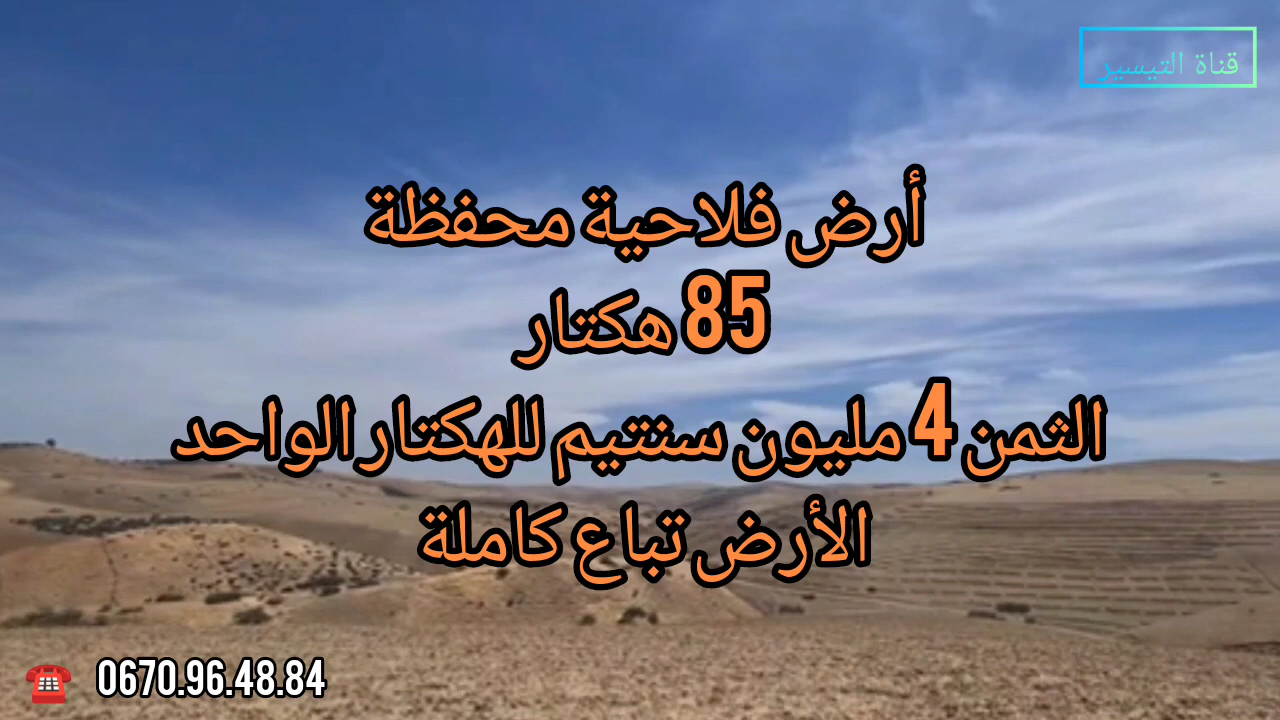 قناة التيسير
أرض فلاحية محفظة
85 هكتار
الثمن 4 مليون سنتيم للهكتار الواحد
الأرض تباع كاملة
0670.96.48.84